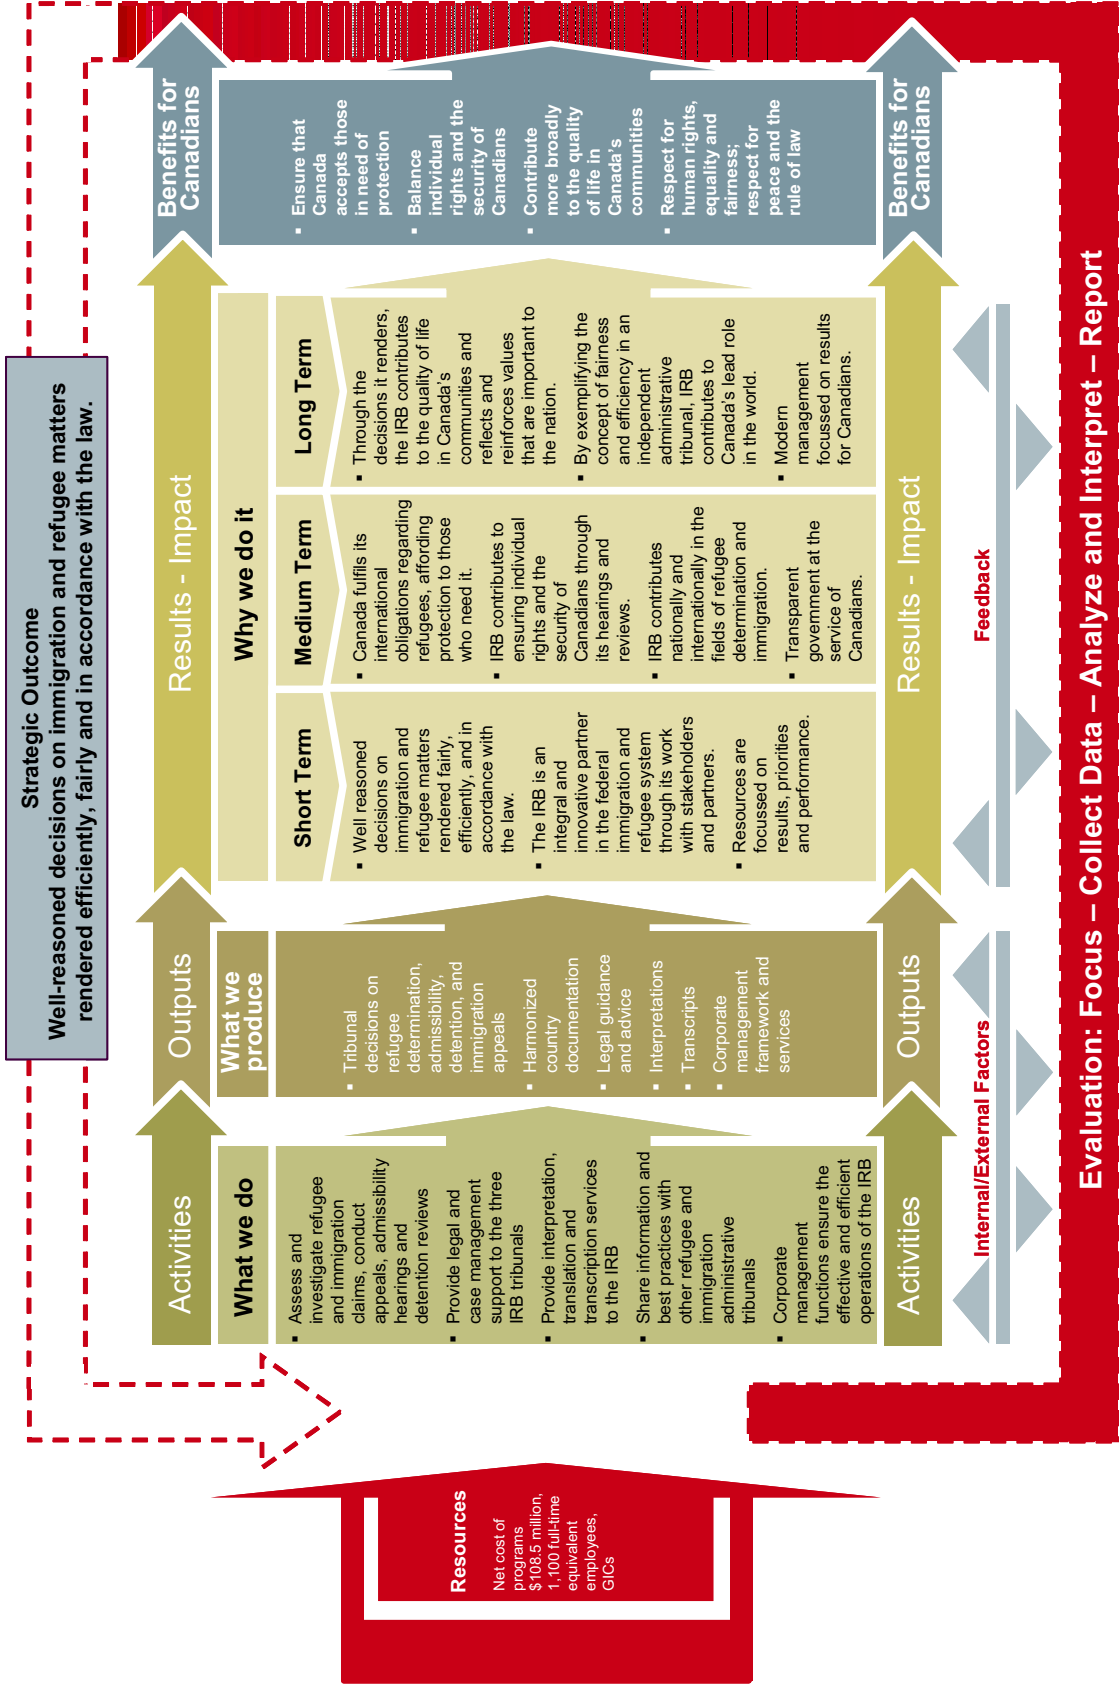 Strategic Outcome
Well-reasoned decisions on immigration and refugee matters
rendered efficiently, fairly and in accordance with the law.
Resources
Net cost of
programs
$108.5 million,
1,100 full-time
equivalent
employees,
GICs
Activities
What we do
▪ Assess and
investigate refugee
and immigration
claims, conduct
appeals, admissibility
hearings and
detention reviews
▪ Provide legal and
case management
support to the three
IRB tribunals
▪ Provide interpretation,
translation and
transcription services
to the IRB
▪ Share information and
best practices with
other refugee and
immigration
administrative
tribunals
▪ Corporate
management
functions ensure the
effective and efficient
operations of the IRB
Activities
Outputs
What we
produce
▪ Tribunal
decisions on
refugee
determination,
admissibility,
detention, and
immigration
appeals
▪ Harmonized
country
documentation
▪ Legal guidance
and advice
▪ Interpretations
▪ Transcripts
▪ Corporate
management
framework and
services
Outputs
Results - Impact
Why we do it
Short Term
▪ Well reasoned
decisions on
immigration and
refugee matters
rendered fairly,
efficiently, and in
accordance with
the law.
▪ The IRB is an
integral and
innovative partner
in the federal
immigration and
refugee system
through its work
with stakeholders
and partners.
▪ Resources are
focussed on
results, priorities
and performance.
Medium Term
▪ Canada fulfils its
international
obligations regarding
refugees, affording
protection to those
who need it.
▪ IRB contributes to
ensuring individual
rights and the
security of
Canadians through
its hearings and
reviews.
▪ IRB contributes
nationally and
internationally in the
fields of refugee
determination and
immigration.
▪ Transparent
government at the
service of
Canadians.
Long Term
▪ Through the
decisions it renders,
the IRB contributes
to the quality of life
in Canada's
communities and
reflects and
reinforces values
that are important to
the nation.
▪ By exemplifying the
concept of fairness
and efficiency in an
independent
administrative
tribunal, IRB
contributes to
Canada's lead role
in the world.
▪ Modern
management
focussed on results
for Canadians.
Results - Impact
Benefits for
Canadians
▪ Ensure that
Canada
accepts those
in need of
protection
▪ Balance
individual
rights and the
security of
Canadians
▪ Contribute
more broadly
to the quality
of life in
Canada's
communities
▪ Respect for
human rights,
equality and
fairness;
respect for
peace and the
rule of law
Benefits for
Canadians
Internal/External Factors
Feedback
Evaluation: Focus – Collect Data – Analyze and Interpret – Report